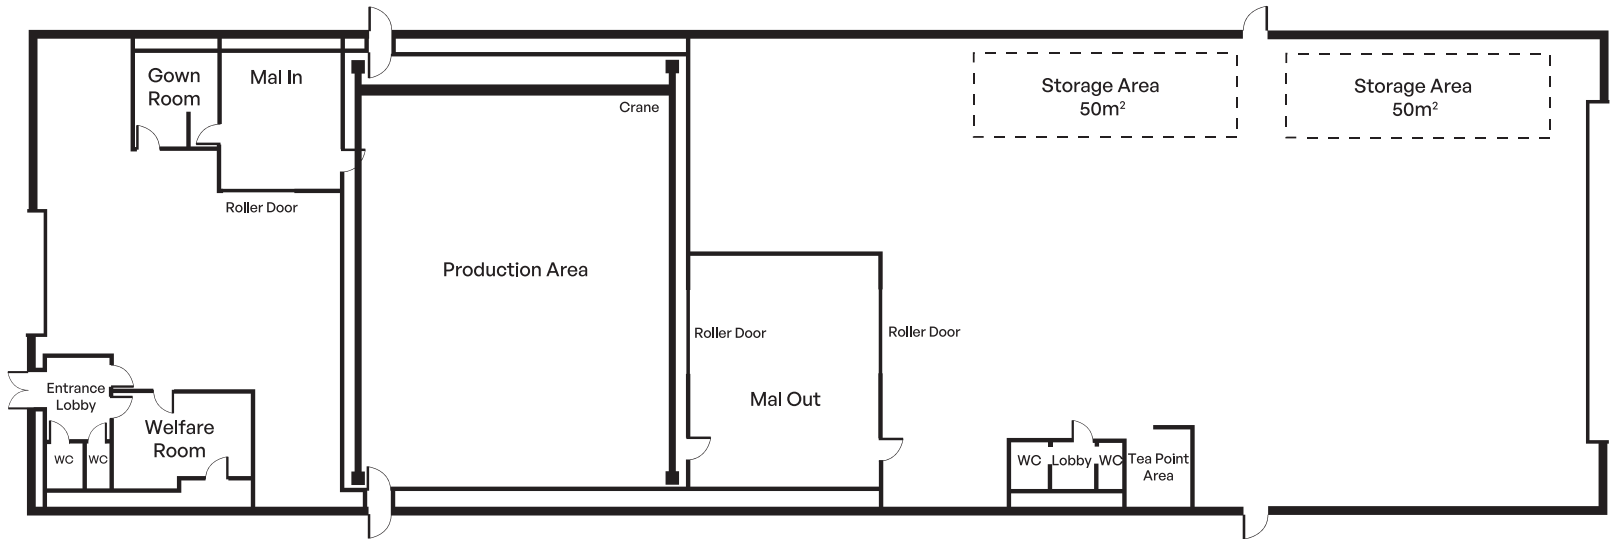 Gown
Room
Mal In
Crane
Storage Area
50m²
Storage Area
50m²
Roller Door
Production Area
Roller Door
Roller Door
Mal Out
Entrance
Lobby
Welfare
Room
WC
WC
WC
Lobby
WC
Tea Point
Area